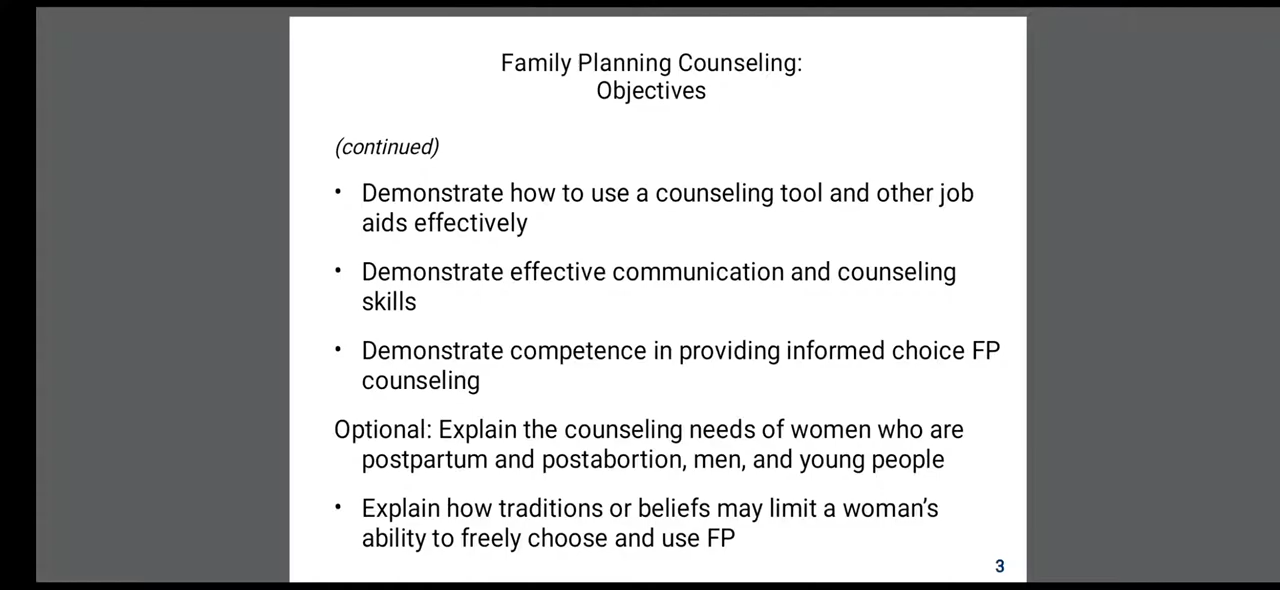 Family Planning Counseling:
Objectives
(continued)
• Demonstrate how to use a counseling tool and other job
aids effectively
• Demonstrate effective communication and counseling
skills
• Demonstrate competence in providing informed choice FP
counseling
Optional: Explain the counseling needs of women who are
postpartum and postabortion, men, and young people
• Explain how traditions or beliefs may limit a woman’s
ability to freely choose and use FP
3